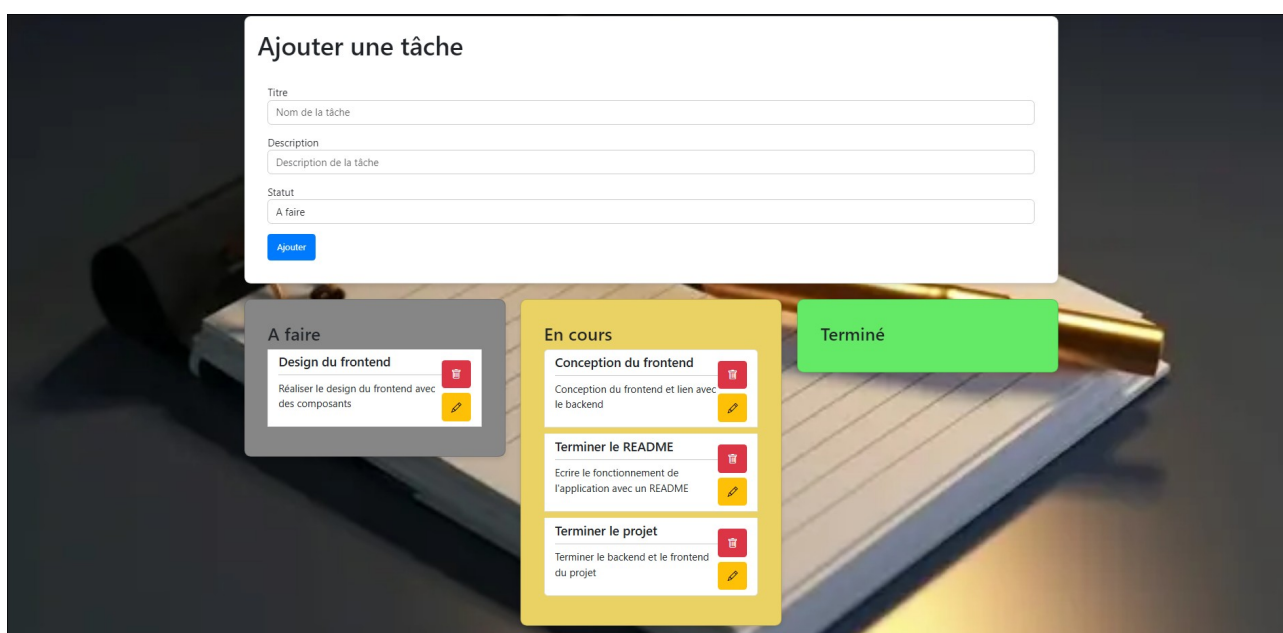 Ajouter une tâche
Titre
Nom de la tâche
Description
Description de la tâche
Statut
A faire
Ajouter
A faire
Design du frontend
Réaliser le design du frontend avec
des composants
En cours
Conception du frontend
Conception du frontend et lien avec
le backend
Terminer le README
Ecrire le fonctionnement de
l'application avec un README
Terminer le projet
Terminer le backend et le frontend
du projet
Terminé